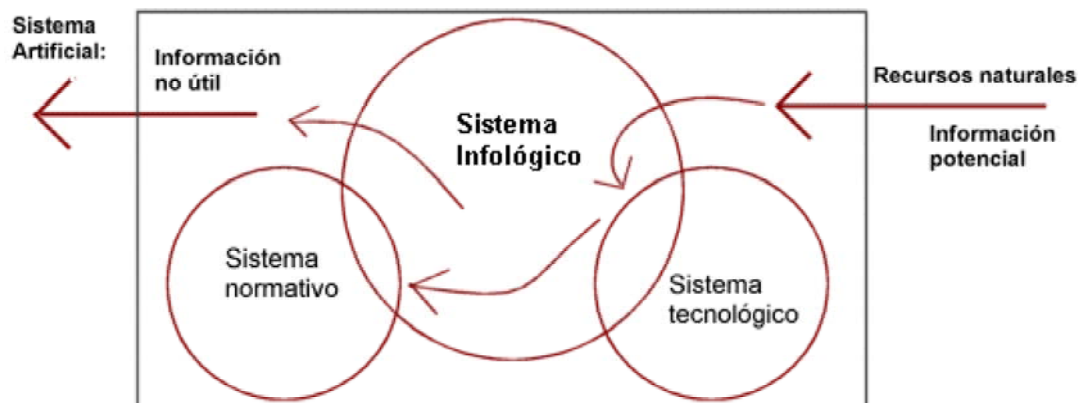 Sistema
Artificial:
Información
no útil
Sistema
Infológico
Recursos naturales
Información
potencial
Sistema
normativo
Sistema
tecnológico